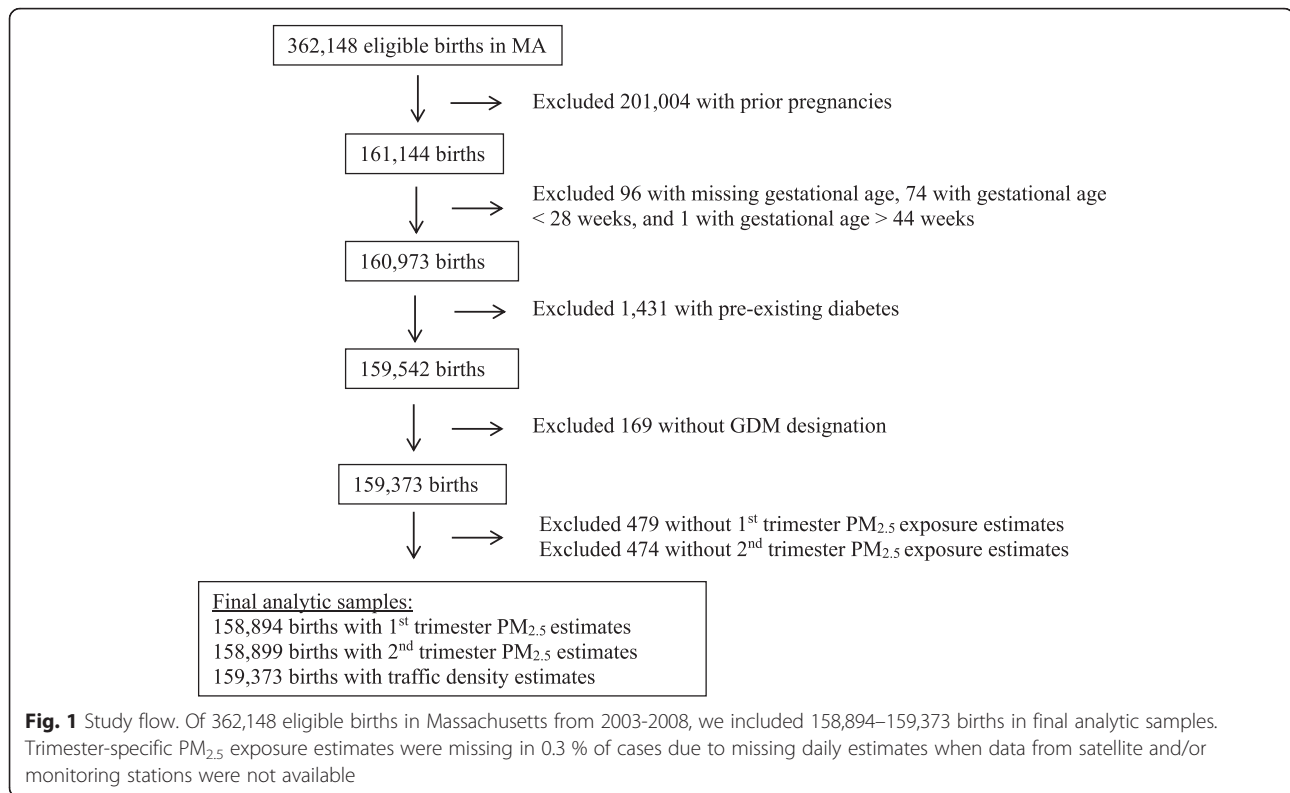 362,148 eligible births in MA
Excluded 201,004 with prior pregnancies
161,144 births
Excluded 96 with missing gestational age, 74 with gestational age
< 28 weeks, and 1 with gestational age > 44 weeks
160,973 births
Excluded 1,431 with pre-existing diabetes
159,542 births
Excluded 169 without GDM designation
159,373 births
Excluded 479 without 1st trimester PM2.5 exposure estimates
Excluded 474 without 2nd trimester PM2.5 exposure estimates
Final analytic samples:
158,894 births with 1st trimester PM2.5 estimates
158,899 births with 2nd trimester PM2.5 estimates
159,373 births with traffic density estimates
Fig. 1 Study flow. Of 362,148 eligible births in Massachusetts from 2003-2008, we included 158,894–159,373 births in final analytic samples.
Trimester-specific PM2.5 exposure estimates were missing in 0.3 % of cases due to missing daily estimates when data from satellite and/or
monitoring stations were not available